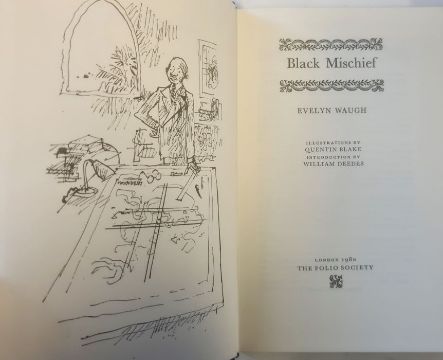 Black Mischief
EVELYN WAUGH
ILLUSTRATIONS BY
QUENTIN BLAKE
INTRODUCTION BY
WILLIAM DEEDES
LONDON 1980
THE FOLIO SOCIETY